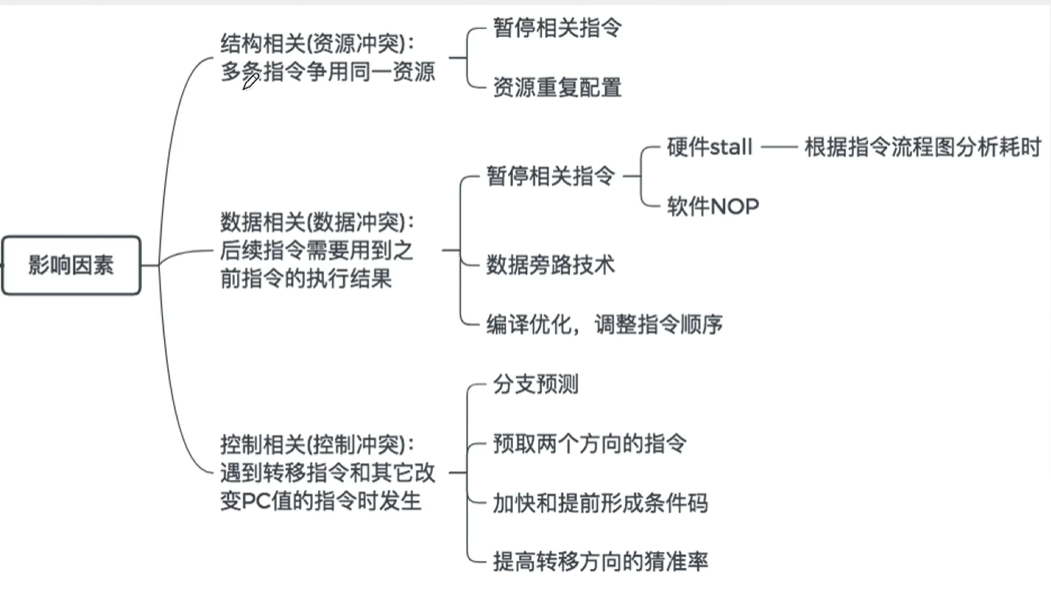 影响因素
结构相关(资源冲突)：
多条指令争用同一资源
暂停相关指令
资源重复配置
数据相关(数据冲突)：
后续指令需要用到之
前指令的执行结果
暂停相关指令
硬件stall
根据指令流程图分析耗时
软件NOP
数据旁路技术
编译优化，调整指令顺序
控制相关(控制冲突)：
遇到转移指令和其它改
变PC值的指令时发生
分支预测
预取两个方向的指令
加快和提前形成条件码
提高转移方向的猜准率